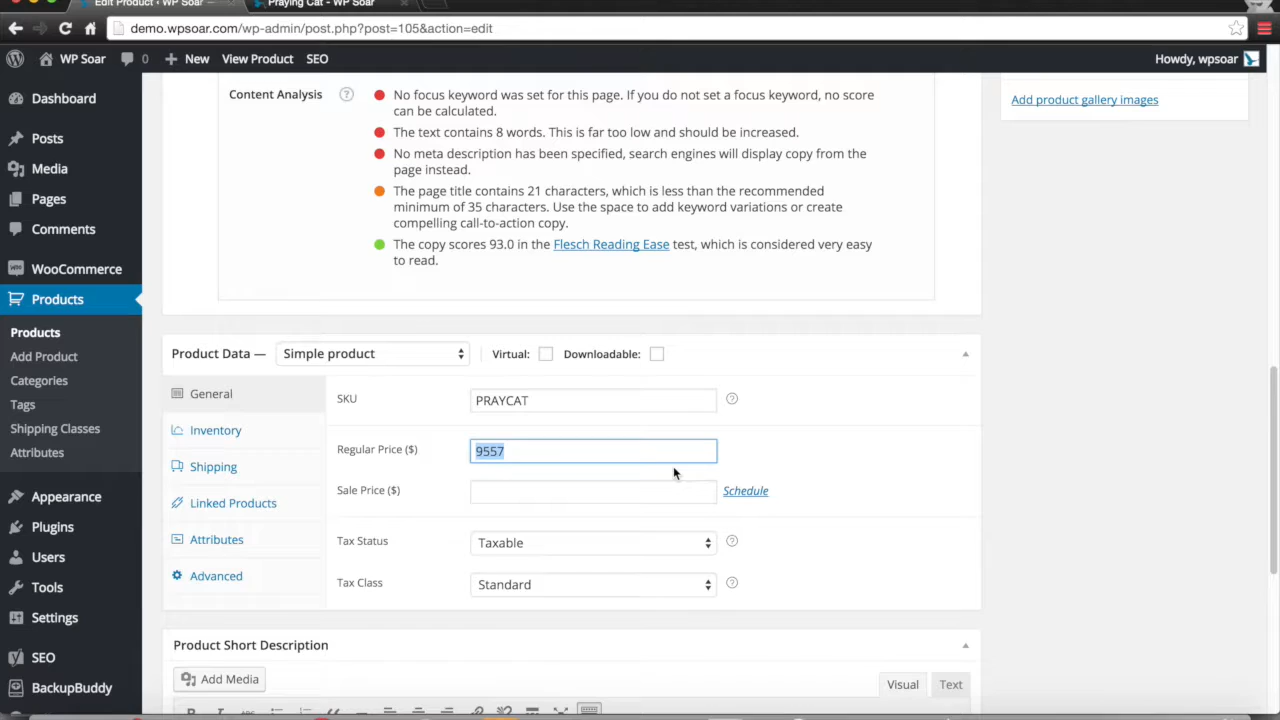 Edit Product ‹ WP Soar
Praying Cat - WP Soar
demo.wpsoar.com/wp-admin/post.php?post=105&action=edit
WP Soar
0
New
View Product
SEO
Howdy, wpsoar
Dashboard
Posts
Media
Pages
Comments
WooCommerce
Products
Products
Add Product
Categories
Tags
Shipping Classes
Attributes
Appearance
Plugins
Users
Tools
Settings
SEO
BackupBuddy
Content Analysis
?
No focus keyword was set for this page. If you do not set a focus keyword, no score
can be calculated.
The text contains 8 words. This is far too low and should be increased.
No meta description has been specified, search engines will display copy from the
page instead.
The page title contains 21 characters, which is less than the recommended
minimum of 35 characters. Use the space to add keyword variations or create
compelling call-to-action copy.
The copy scores 93.0 in the Flesch Reading Ease test, which is considered very easy
to read.
Add product gallery images
Product Data —
Simple product
Virtual:
Downloadable:
General
Inventory
Shipping
Linked Products
Attributes
Advanced
SKU
PRAYCAT
?
Regular Price ($)
9557
Sale Price ($)
Schedule
Tax Status
Taxable
?
Tax Class
Standard
?
Product Short Description
Add Media
Visual
Text